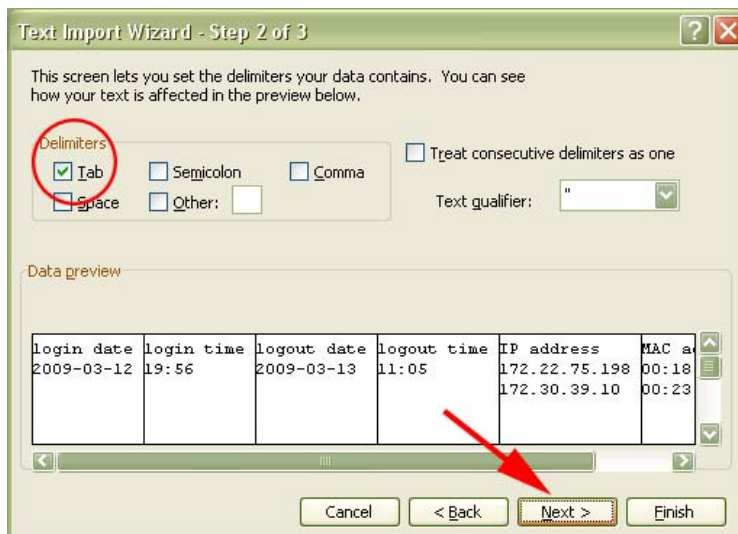 Text Import Wizard - Step 2 of 3
This screen lets you set the delimiters your data contains. You can see
how your text is affected in the preview below.
Delimiters
Tab Semicolon Comma
Space Other:
Treat consecutive delimiters as one
Text qualifier: "
Data preview
login date login time logout date logout time IP address MAC a
2009-03-12 19:56 2009-03-13 11:05 172.22.75.198 00:18
172.30.39.10 00:23
Cancel < Back Next > Finish